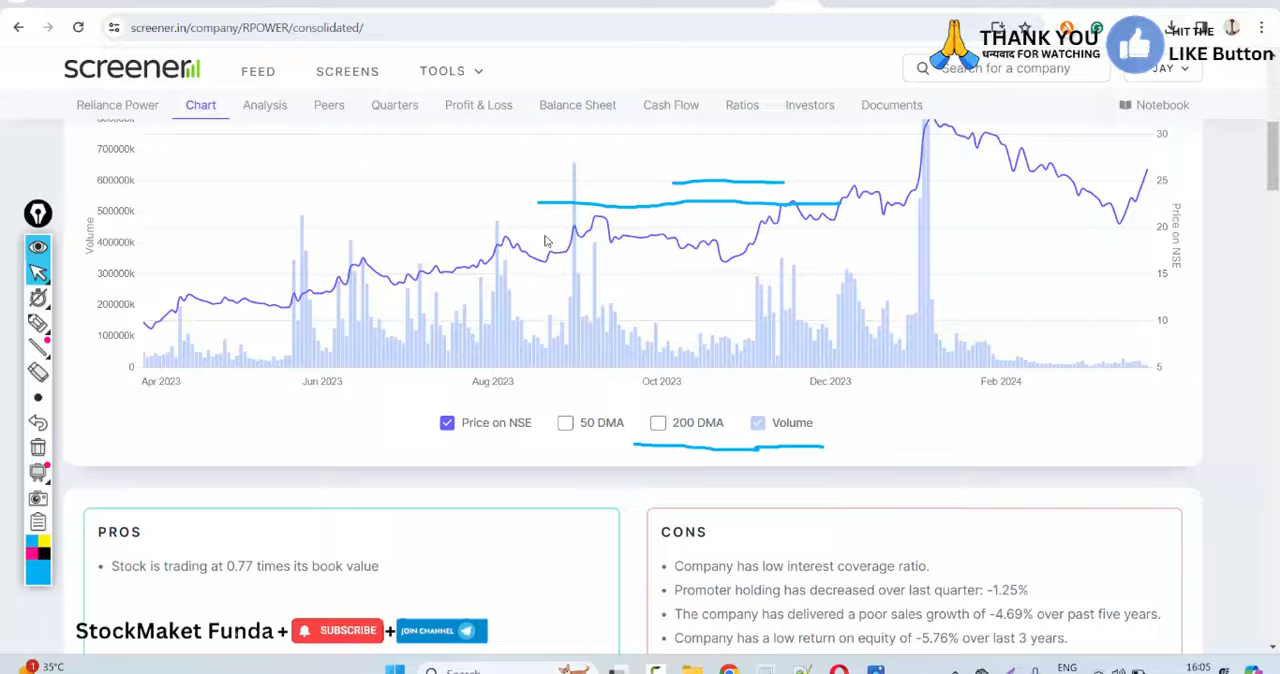 screener.in/company/RPOWER/consolidated/
THANK YOU
धन्यवाद FOR WATCHING
HIT THE
LIKE Button
screener
FEED SCREENS TOOLS
Search for a company
JAY
Reliance Power Chart Analysis Peers Quarters Profit & Loss Balance Sheet Cash Flow Ratios Investors Documents Notebook
800000k
700000k
600000k
500000k
400000k
300000k
200000k
100000k
0
Volume
30
25
20
15
10
5
Price on NSE
Apr 2023 Jun 2023 Aug 2023 Oct 2023 Dec 2023 Feb 2024
Price on NSE 50 DMA 200 DMA Volume
PROS
• Stock is trading at 0.77 times its book value
CONS
• Company has low interest coverage ratio.
• Promoter holding has decreased over last quarter: -1.25%
• The company has delivered a poor sales growth of -4.69% over past five years.
• Company has a low return on equity of -5.76% over last 3 years.
StockMaket Funda + SUBSCRIBE + JOIN CHANNEL
1
35°C
Search
ENG
16:05